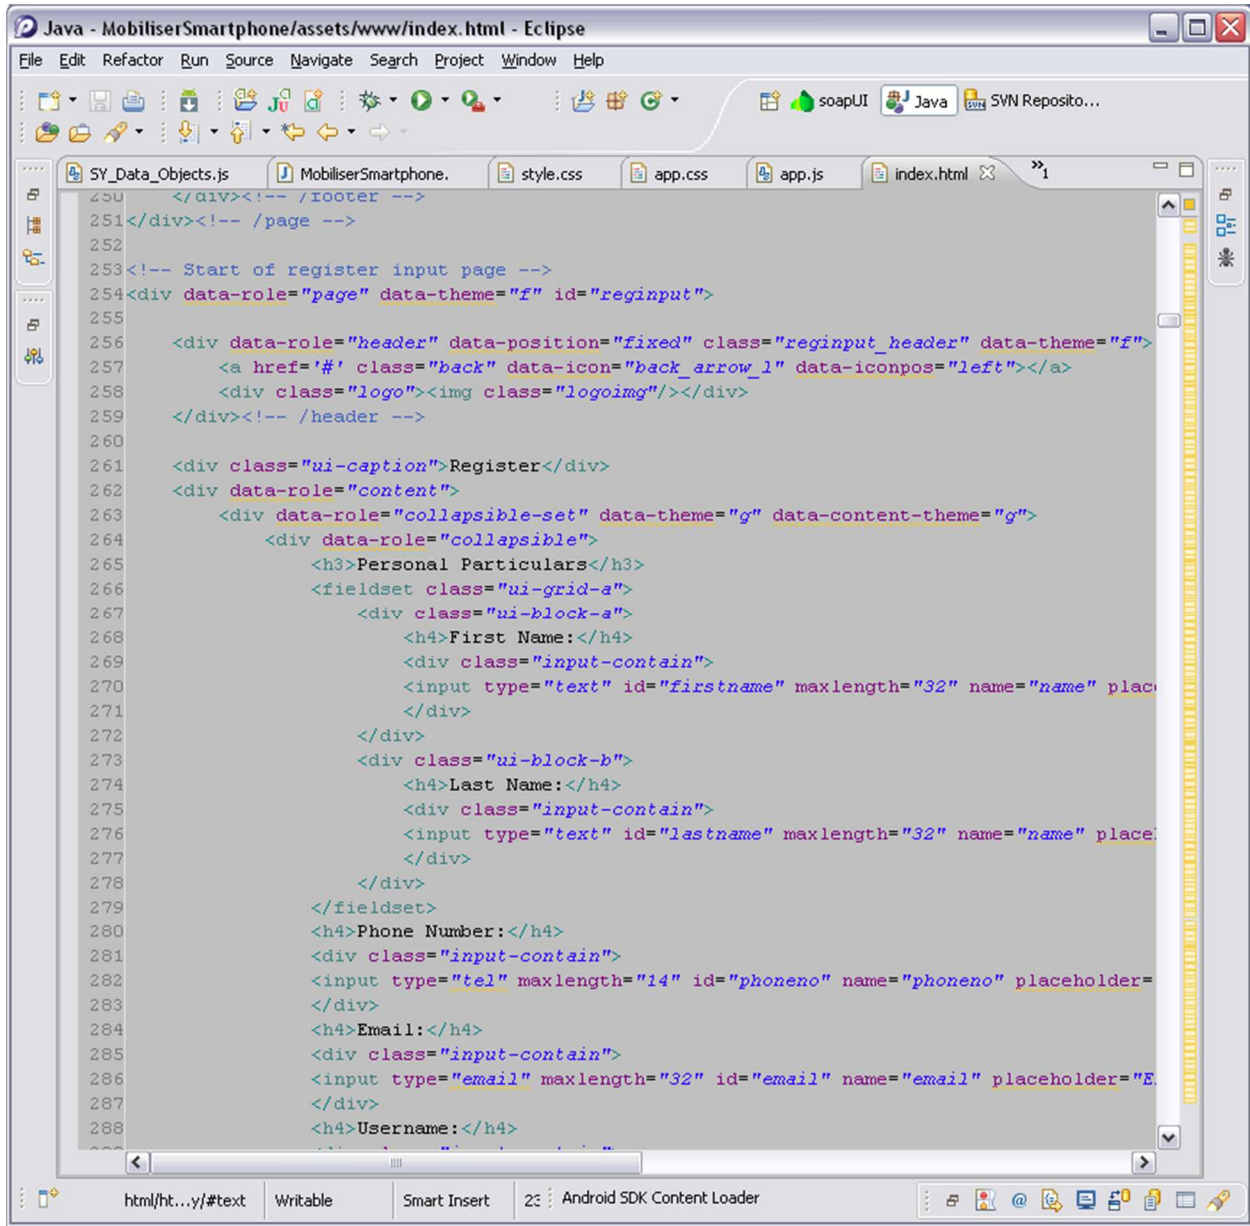 Java - MobiliserSmartphone/assets/www/index.html - Eclipse
File Edit Refactor Run Source Navigate Search Project Window Help
soapUI Java SVN Reposito...
SY_Data_Objects.js MobiliserSmartphone. style.css app.css app.js index.html »1
250     </div><!-- /footer -->
251 </div><!-- /page -->
252
253 <!-- Start of register input page -->
254 <div data-role="page" data-theme="f" id="reginput">
255
256     <div data-role="header" data-position="fixed" class="reginput_header" data-theme="f">
257         <a href='#' class="back" data-icon="back_arrow_l" data-iconpos="left"></a>
258         <div class="logo"><img class="logoimg"/></div>
259     </div><!-- /header -->
260
261     <div class="ui-caption">Register</div>
262     <div data-role="content">
263         <div data-role="collapsible-set" data-theme="g" data-content-theme="g">
264             <div data-role="collapsible">
265                 <h3>Personal Particulars</h3>
266                 <fieldset class="ui-grid-a">
267                     <div class="ui-block-a">
268                         <h4>First Name:</h4>
269                         <div class="input-contain">
270                         <input type="text" id="firstname" maxlength="32" name="name" plac
271                         </div>
272                     </div>
273                     <div class="ui-block-b">
274                         <h4>Last Name:</h4>
275                         <div class="input-contain">
276                         <input type="text" id="lastname" maxlength="32" name="name" place
277                         </div>
278                     </div>
279                 </fieldset>
280                 <h4>Phone Number:</h4>
281                 <div class="input-contain">
282                 <input type="tel" maxlength="14" id="phoneno" name="phoneno" placeholder=
283                 </div>
284                 <h4>Email:</h4>
285                 <div class="input-contain">
286                 <input type="email" maxlength="32" id="email" name="email" placeholder="E
287                 </div>
288                 <h4>Username:</h4>
html/ht...y/#text Writable Smart Insert 23 Android SDK Content Loader